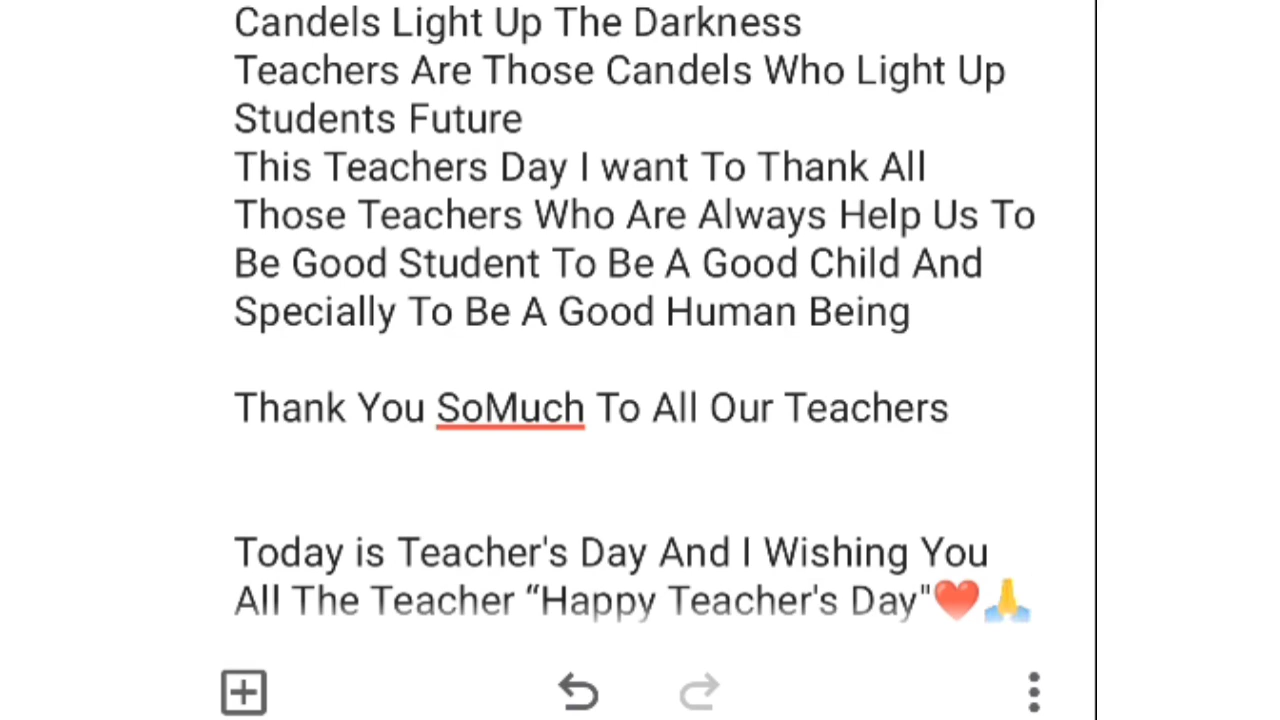 Candels Light Up The Darkness
Teachers Are Those Candels Who Light Up
Students Future
This Teachers Day I want To Thank All
Those Teachers Who Are Always Help Us To
Be Good Student To Be A Good Child And
Specially To Be A Good Human Being
Thank You SoMuch To All Our Teachers
Today is Teacher's Day And I Wishing You
All The Teacher “Happy Teacher's Day"❤️🙏